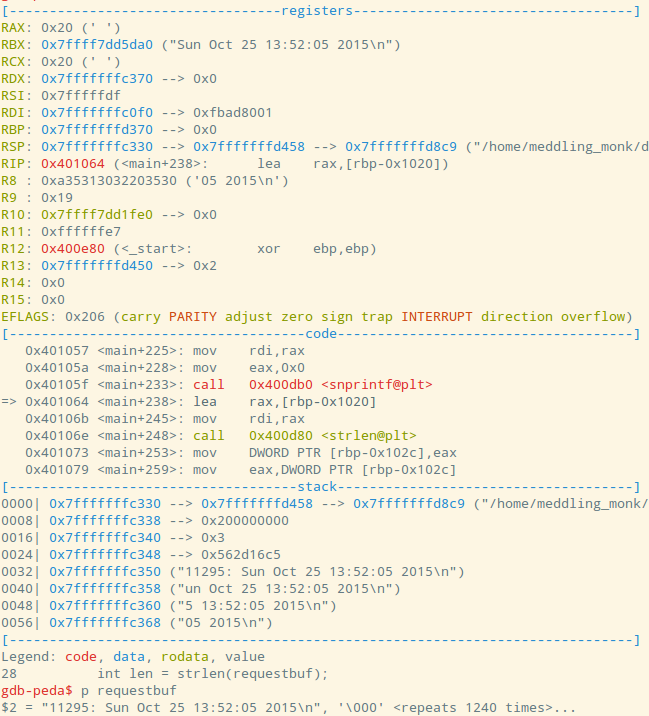 [----------------------------------registers-----------------------------------]
RAX: 0x20 (' ')
RBX: 0x7ffff7dd5da0 ("Sun Oct 25 13:52:05 2015\n")
RCX: 0x20 (' ')
RDX: 0x7fffffffc370 --> 0x0
RSI: 0x7fffffdf
RDI: 0x7fffffffc0f0 --> 0xfbad8001
RBP: 0x7fffffffd370 --> 0x0
RSP: 0x7fffffffc330 --> 0x7fffffffd458 --> 0x7fffffffd8c9 ("/home/meddling_monk/d
RIP: 0x401064 (<main+238>:      lea    rax,[rbp-0x1020])
R8 : 0xa35313032203530 ('05 2015\n')
R9 : 0x19
R10: 0x7ffff7dd1fe0 --> 0x0
R11: 0xffffffe7
R12: 0x400e80 (<_start>:        xor    ebp,ebp)
R13: 0x7fffffffd450 --> 0x2
R14: 0x0
R15: 0x0
EFLAGS: 0x206 (carry PARITY adjust zero sign trap INTERRUPT direction overflow)
[-------------------------------------code-------------------------------------]
   0x401057 <main+225>: mov    rdi,rax
   0x40105a <main+228>: mov    eax,0x0
   0x40105f <main+233>: call   0x400db0 <snprintf@plt>
=> 0x401064 <main+238>: lea    rax,[rbp-0x1020]
   0x40106b <main+245>: mov    rdi,rax
   0x40106e <main+248>: call   0x400d80 <strlen@plt>
   0x401073 <main+253>: mov    DWORD PTR [rbp-0x102c],eax
   0x401079 <main+259>: mov    eax,DWORD PTR [rbp-0x102c]
[------------------------------------stack-------------------------------------]
0000| 0x7fffffffc330 --> 0x7fffffffd458 --> 0x7fffffffd8c9 ("/home/meddling_monk/
0008| 0x7fffffffc338 --> 0x200000000
0016| 0x7fffffffc340 --> 0x3
0024| 0x7fffffffc348 --> 0x562d16c5
0032| 0x7fffffffc350 ("11295: Sun Oct 25 13:52:05 2015\n")
0040| 0x7fffffffc358 ("un Oct 25 13:52:05 2015\n")
0048| 0x7fffffffc360 ("5 13:52:05 2015\n")
0056| 0x7fffffffc368 ("05 2015\n")
[------------------------------------------------------------------------------]
Legend: code, data, rodata, value
28          int len = strlen(requestbuf);
gdb-peda$ p requestbuf
$2 = "11295: Sun Oct 25 13:52:05 2015\n", '\000' <repeats 1240 times>...